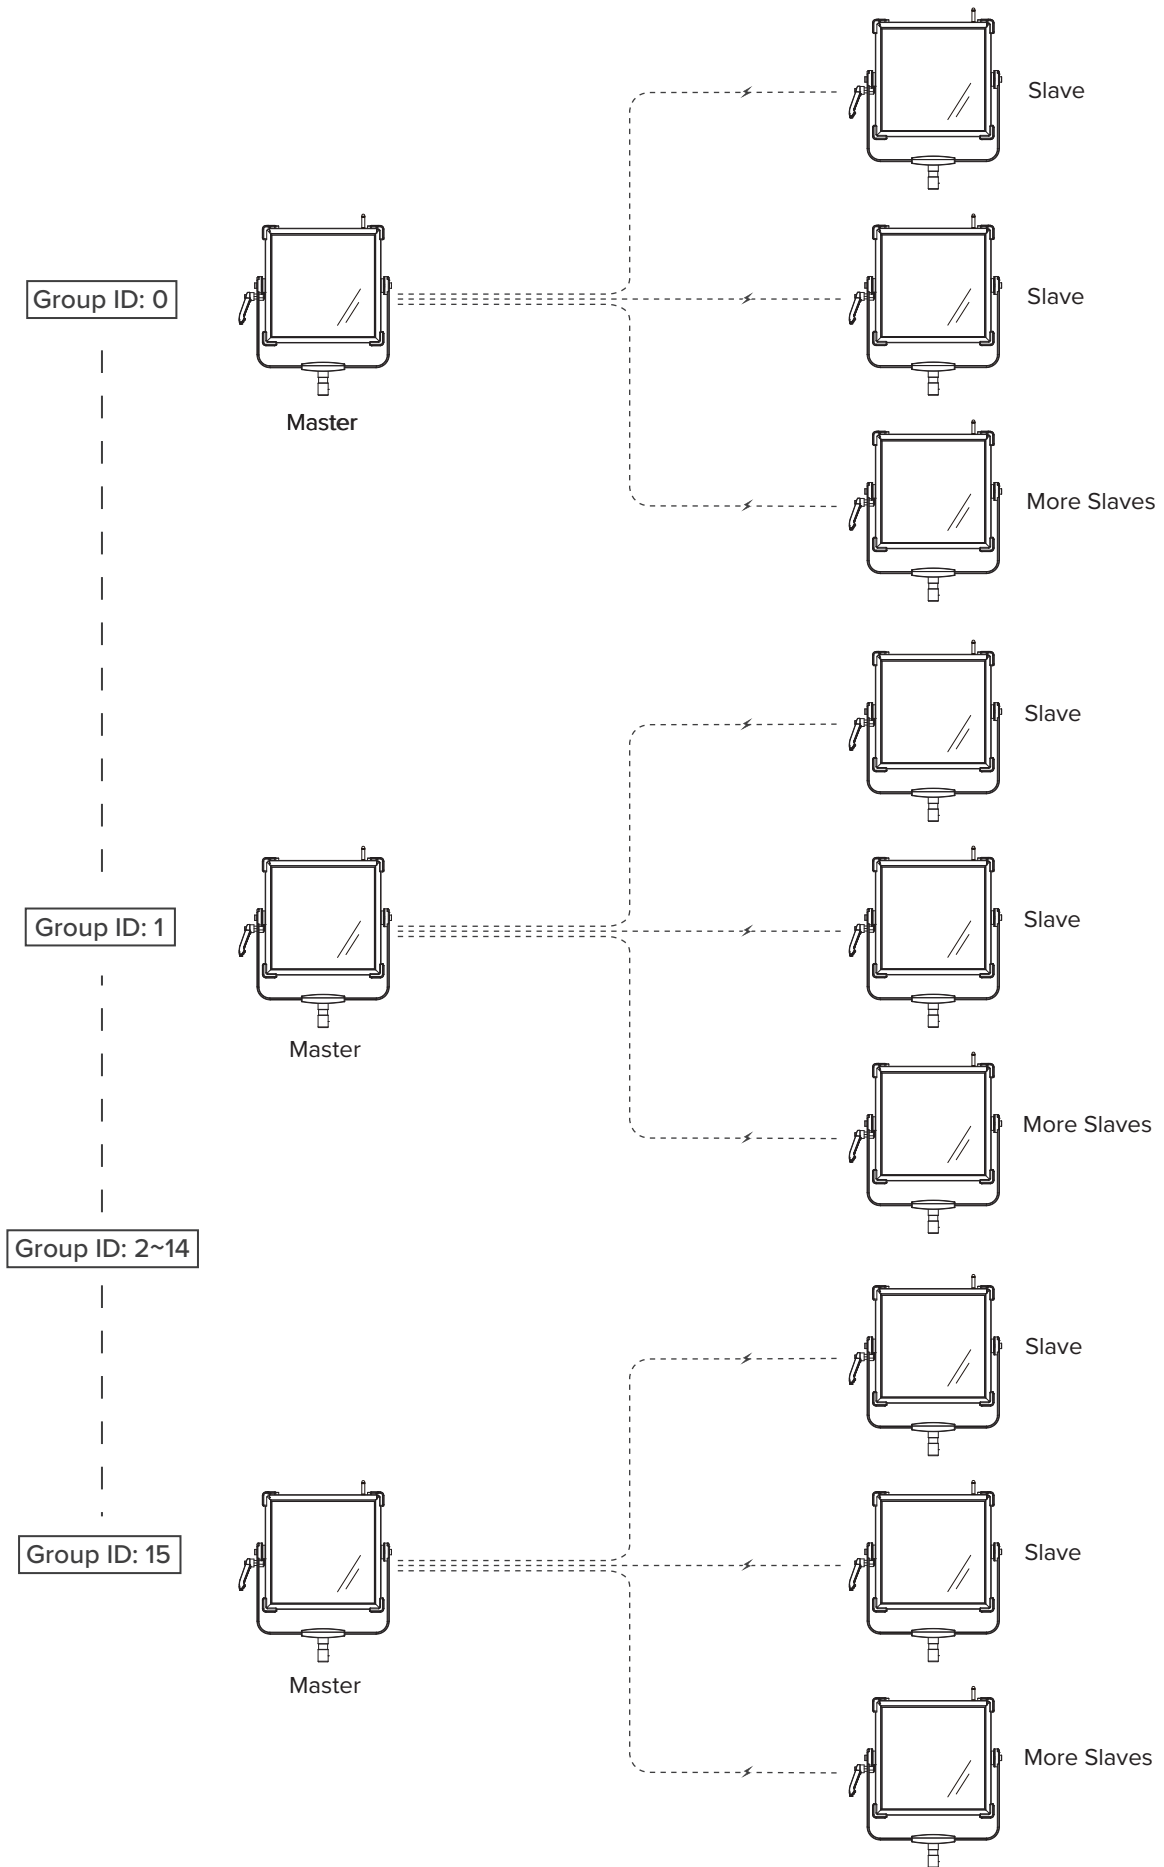 Slave
Group ID: 0
Slave
Master
More Slaves
Slave
Group ID: 1
Slave
Master
More Slaves
Group ID: 2~14
Slave
Group ID: 15
Slave
Master
More Slaves